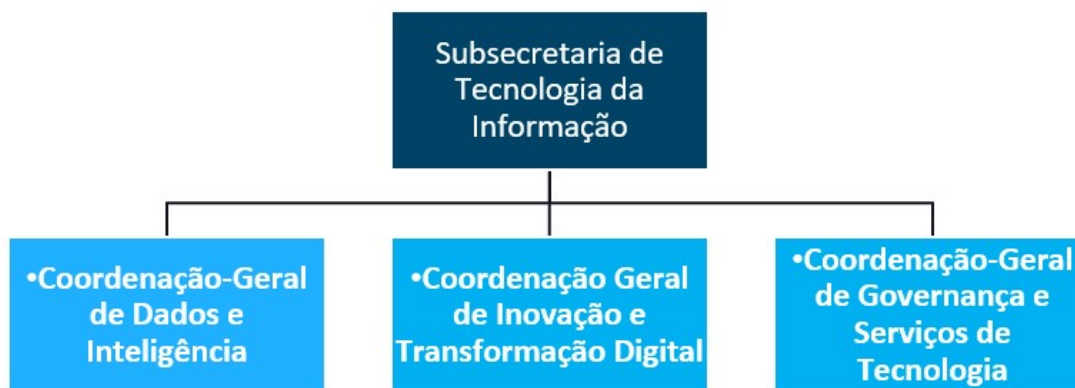 Subsecretaria de
Tecnologia da
Informação
•Coordenação-Geral
de Dados e
Inteligência
•Coordenação Geral
de Inovação e
Transformação Digital
•Coordenação-Geral
de Governança e
Serviços de
Tecnologia